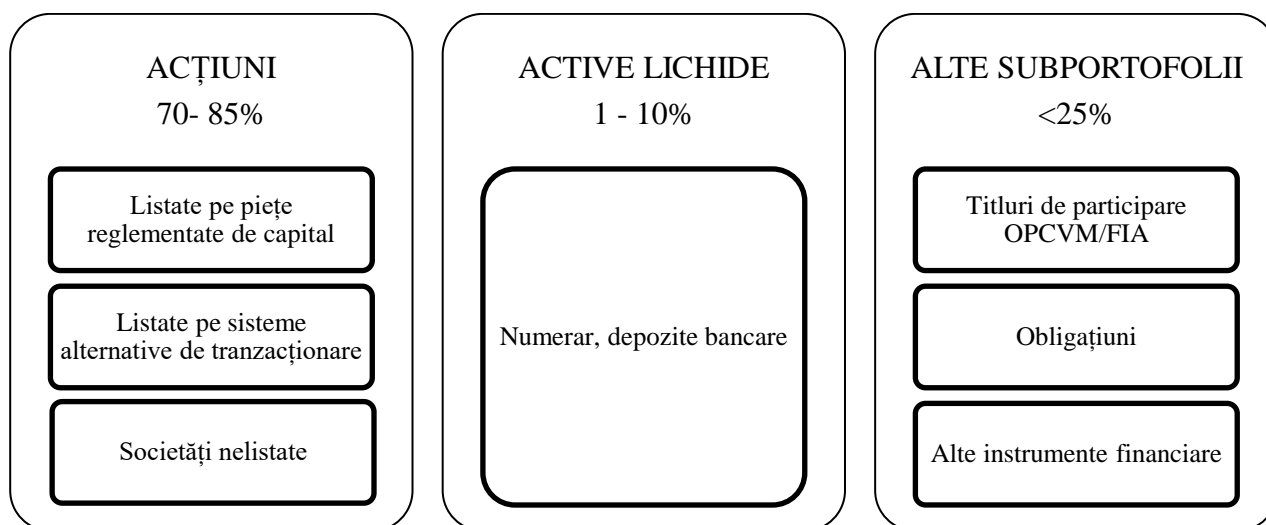 ACȚIUNI
70- 85%
Listate pe piețe
reglementate de capital
Listate pe sisteme
alternative de tranzacționare
Societăți nelistate
ACTIVE LICHIDE
1 - 10%
Numerar, depozite bancare
ALTE SUBPORTOFOLII
<25%
Titluri de participare
OPCVM/FIA
Obligațiuni
Alte instrumente financiare